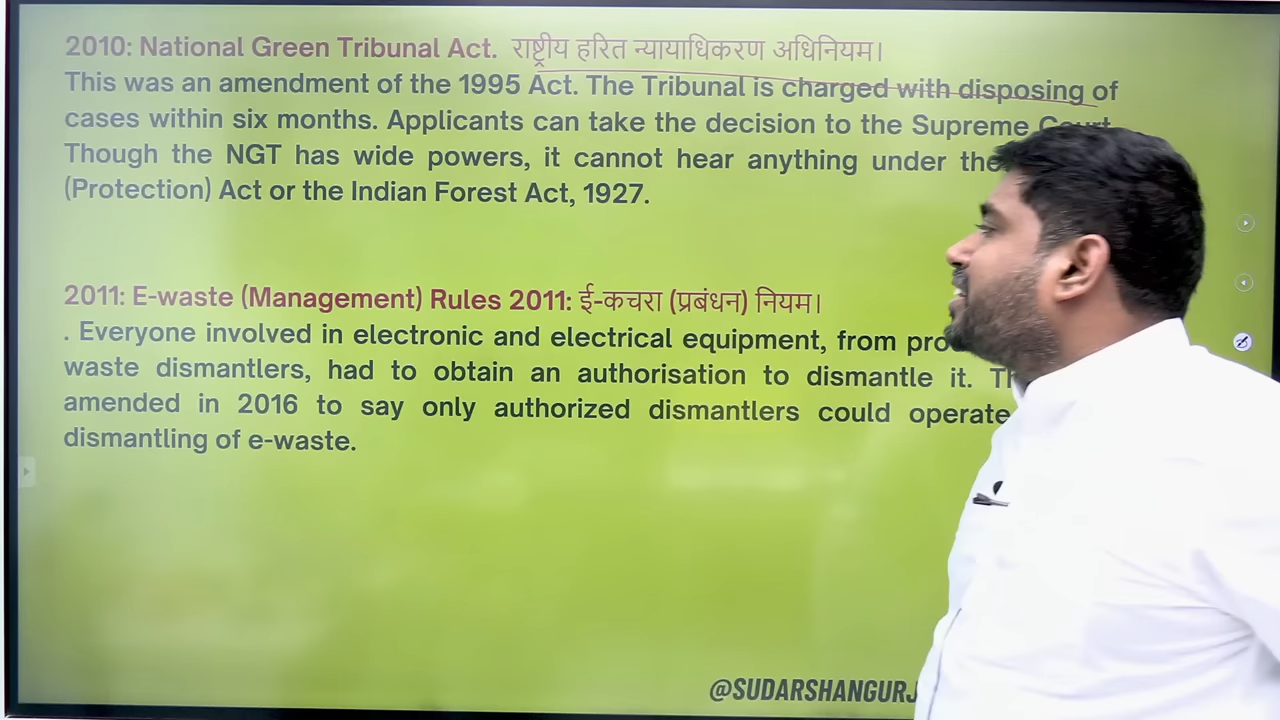 2010: National Green Tribunal Act. राष्ट्रीय हरित न्यायाधिकरण अधिनियम।
This was an amendment of the 1995 Act. The Tribunal is charged with disposing of
cases within six months. Applicants can take the decision to the Supreme Court.
Though the NGT has wide powers, it cannot hear anything under the
(Protection) Act or the Indian Forest Act, 1927.
2011: E-waste (Management) Rules 2011: ई-कचरा (प्रबंधन) नियम।
. Everyone involved in electronic and electrical equipment, from
waste dismantlers, had to obtain an authorisation to dismantle it.
amended in 2016 to say only authorized dismantlers could operate
dismantling of e-waste.
@SUDARSHANGURJ